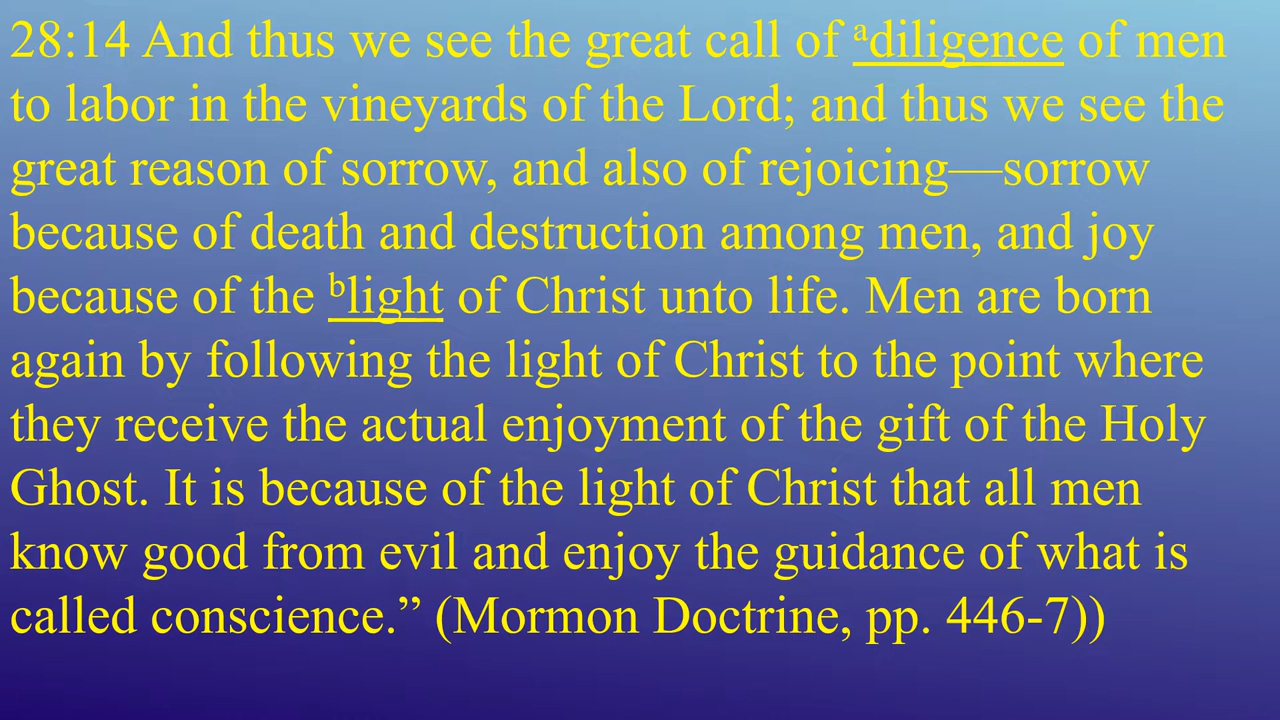 28:14 And thus we see the great call of ᵃdiligence of men
to labor in the vineyards of the Lord; and thus we see the
great reason of sorrow, and also of rejoicing—sorrow
because of death and destruction among men, and joy
because of the ᵇlight of Christ unto life. Men are born
again by following the light of Christ to the point where
they receive the actual enjoyment of the gift of the Holy
Ghost. It is because of the light of Christ that all men
know good from evil and enjoy the guidance of what is
called conscience.” (Mormon Doctrine, pp. 446-7))